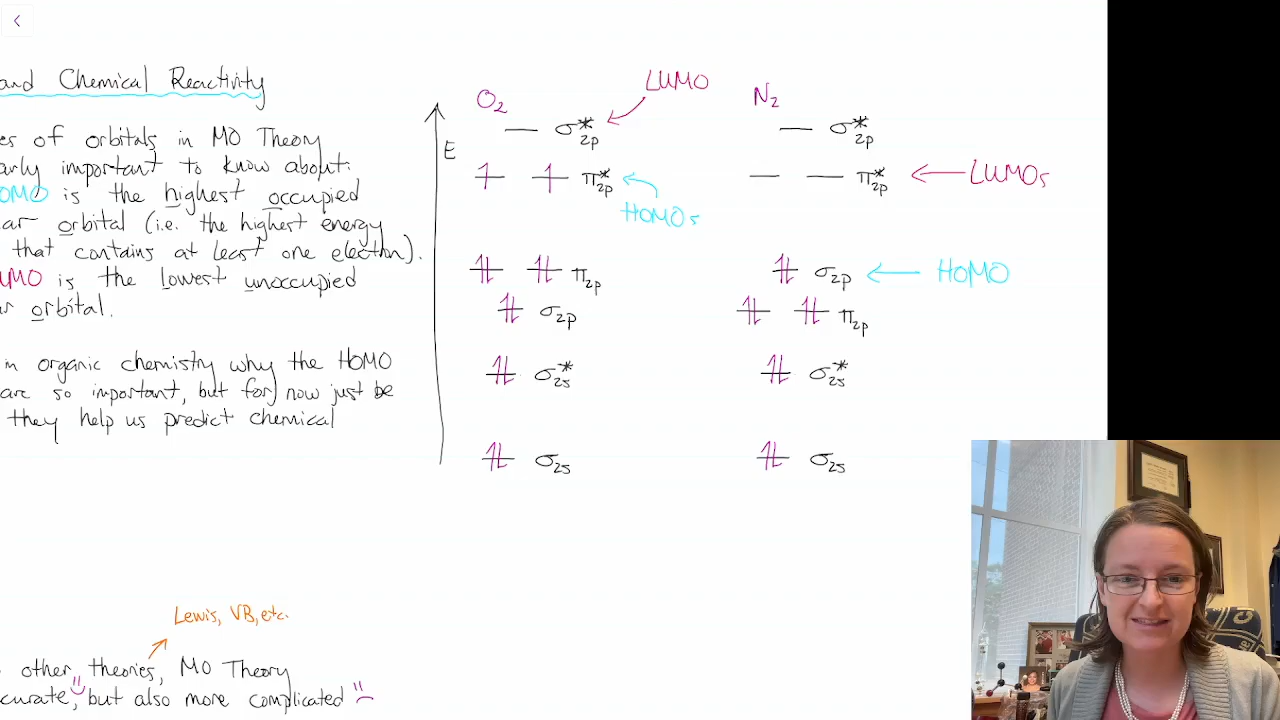 and Chemical Reactivity
es of orbitals in MO Theory
arly important to know about:
OMO is the highest occupied
ar orbital (i.e. the highest energy
that contains at least one electron).
UMO is the lowest unoccupied
ar orbital.
in organic chemistry why the HOMO
are so important, but for now just be
they help us predict chemical
Lewis, VB, etc.
other theories, MO Theory
curate, but also more complicated
E
O₂
LUMO
σ*2p
π*2p
HOMOs
π2p
σ2p
σ*2s
σ2s
N₂
σ*2p
π*2p
LUMOs
σ2p
HOMO
π2p
σ*2s
σ2s